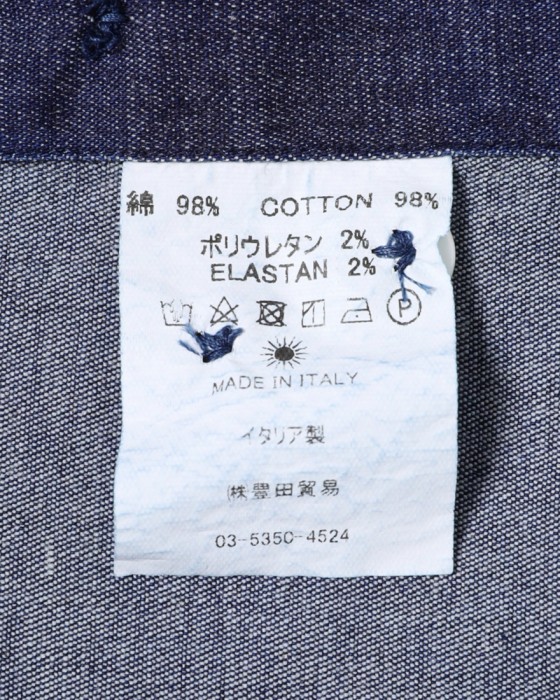 綿 98% COTTON 98%
ポリウレタン 2%
ELASTAN 2%
P
MADE IN ITALY
イタリア製
㈱豊田貿易
03-5350-4524